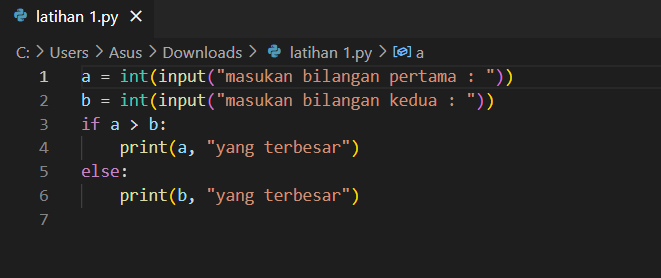 latihan 1.py
C: > Users > Asus > Downloads > latihan 1.py > a
1 a = int(input("masukan bilangan pertama : "))
2 b = int(input("masukan bilangan kedua : "))
3 if a > b:
4     print(a, "yang terbesar")
5 else:
6     print(b, "yang terbesar")
7